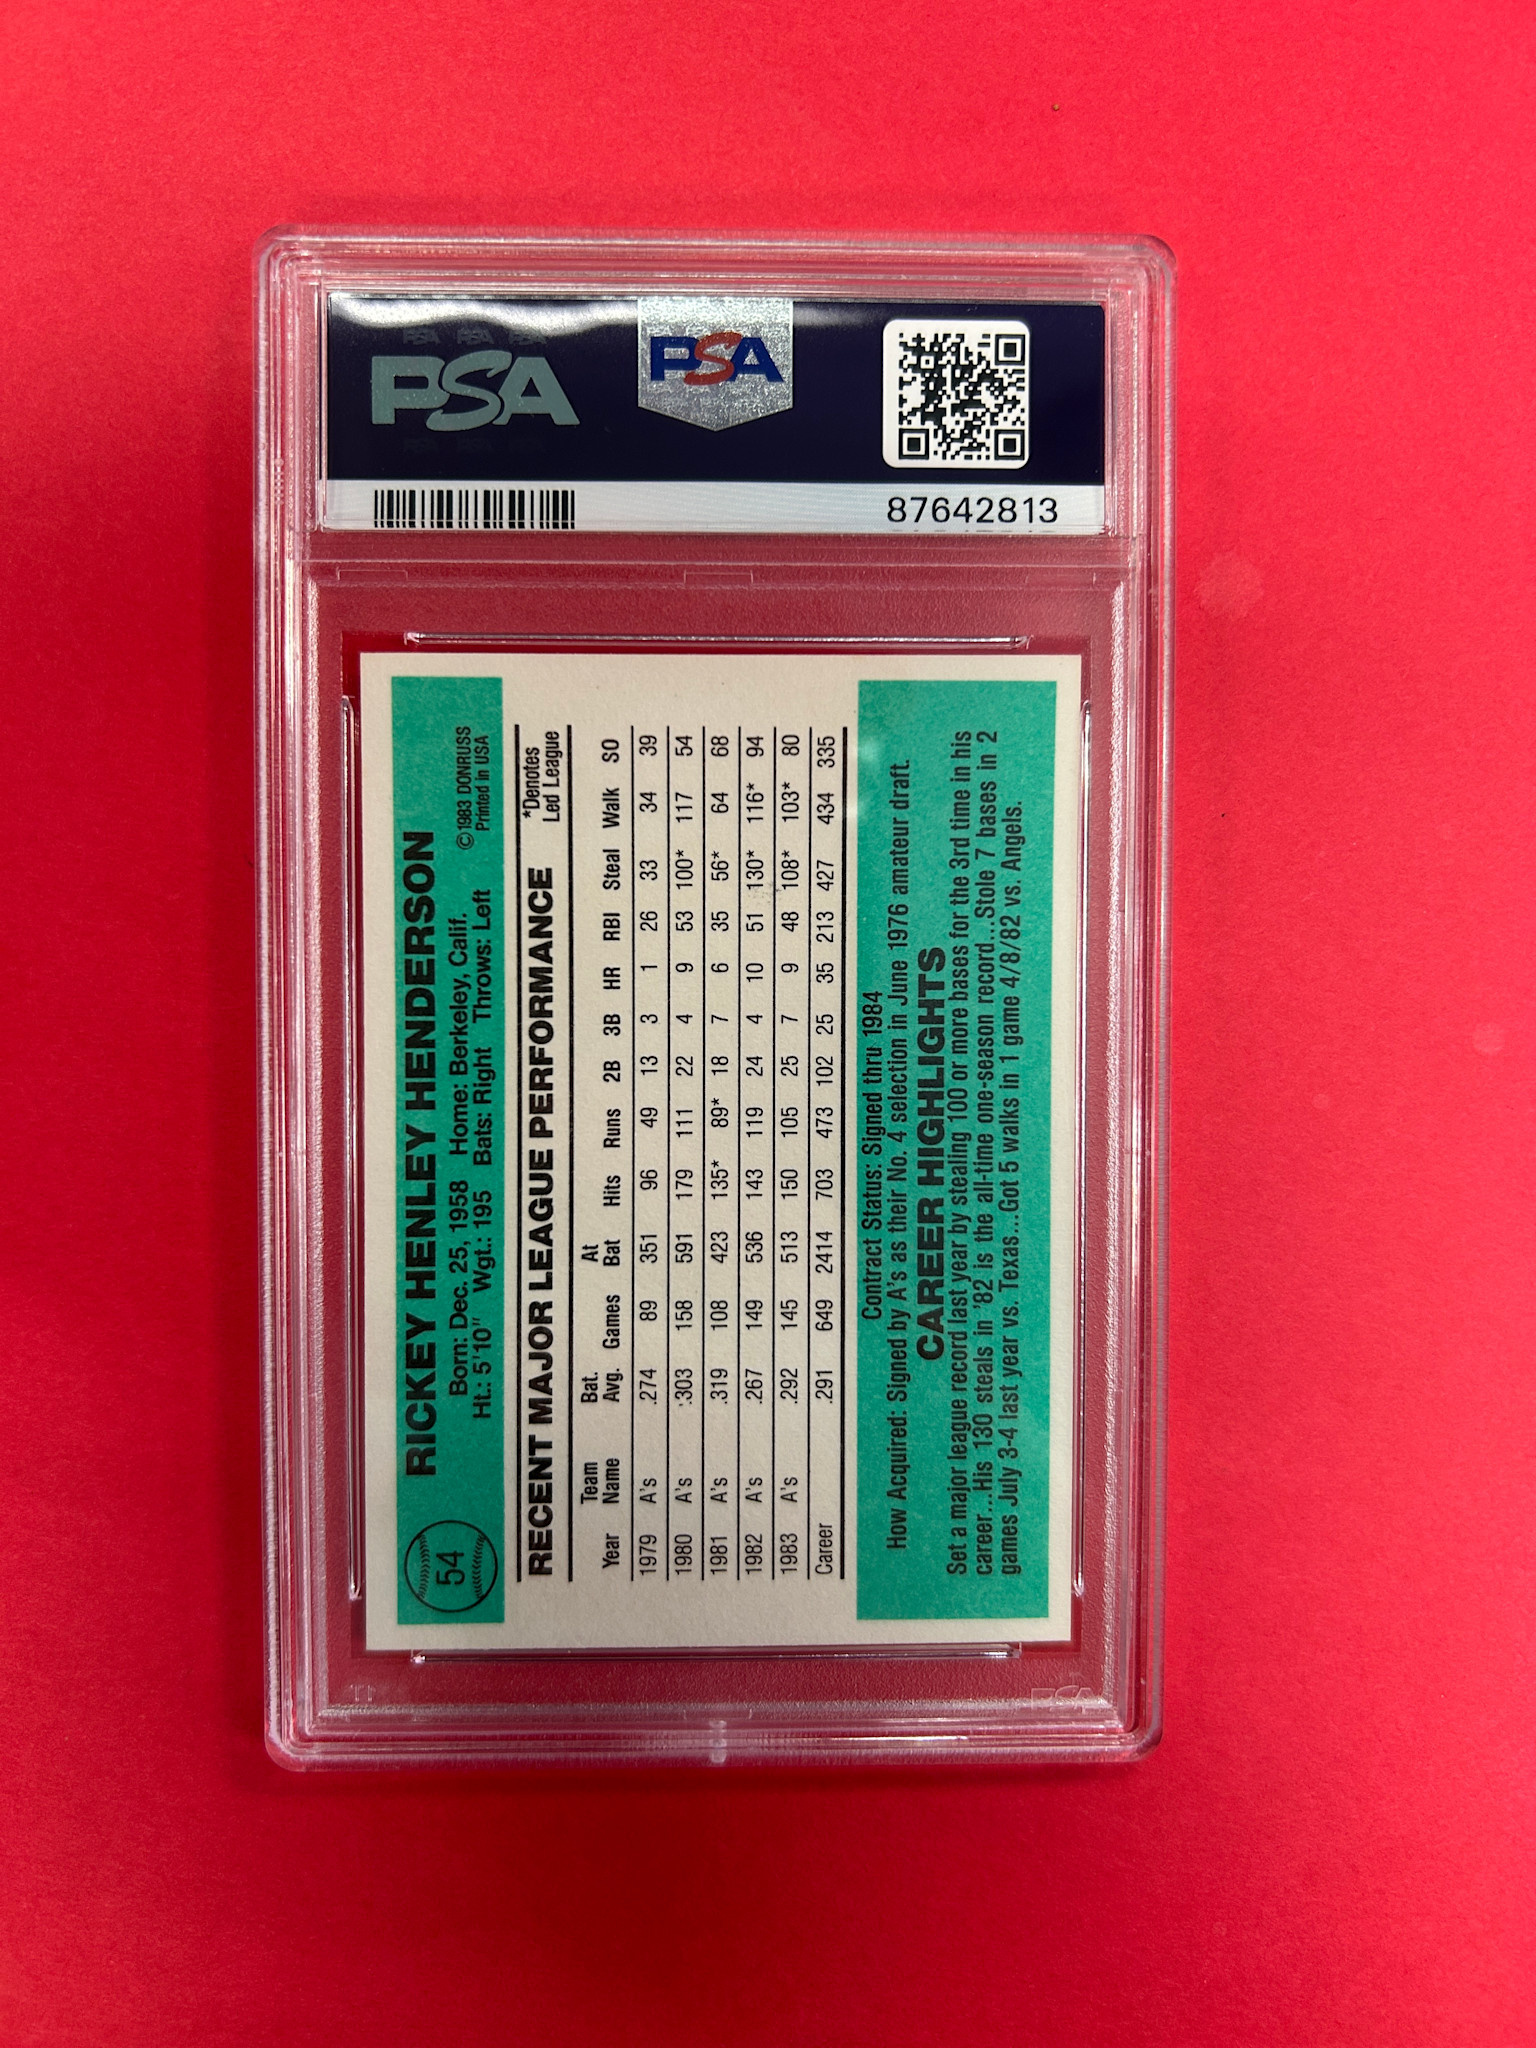 PSA
PSA
87642813
54
RICKEY HENLEY HENDERSON
Born: Dec. 25, 1958 Home: Berkeley, Calif. ©1983 DONRUSS
Ht.: 5'10" Wgt.: 195 Bats: Right Throws: Left Printed in USA
RECENT MAJOR LEAGUE PERFORMANCE
*Denotes
Led League
Team Bat. At
Year Name Avg. Games Bat Hits Runs 2B 3B HR RBI Steal Walk SO
1979 A's .274 89 351 96 49 13 3 1 26 33 34 39
1980 A's .303 158 591 179 111 22 4 9 53 100* 117 54
1981 A's .319 108 423 135* 89* 18 7 6 35 56* 64 68
1982 A's .267 149 536 143 119 24 4 10 51 130* 116* 94
1983 A's .292 145 513 150 105 25 7 9 48 108* 103* 80
Career .291 649 2414 703 473 102 25 35 213 427 434 335
Contract Status: Signed thru 1984
How Acquired: Signed by A's as their No. 4 selection in June 1976 amateur draft.
CAREER HIGHLIGHTS
Set a major league record last year by stealing 100 or more bases for the 3rd time in his
career...His 130 steals in '82 is the all-time one-season record...Stole 7 bases in 2
games July 3-4 last year vs. Texas...Got 5 walks in 1 game 4/8/82 vs. Angels.
PSA